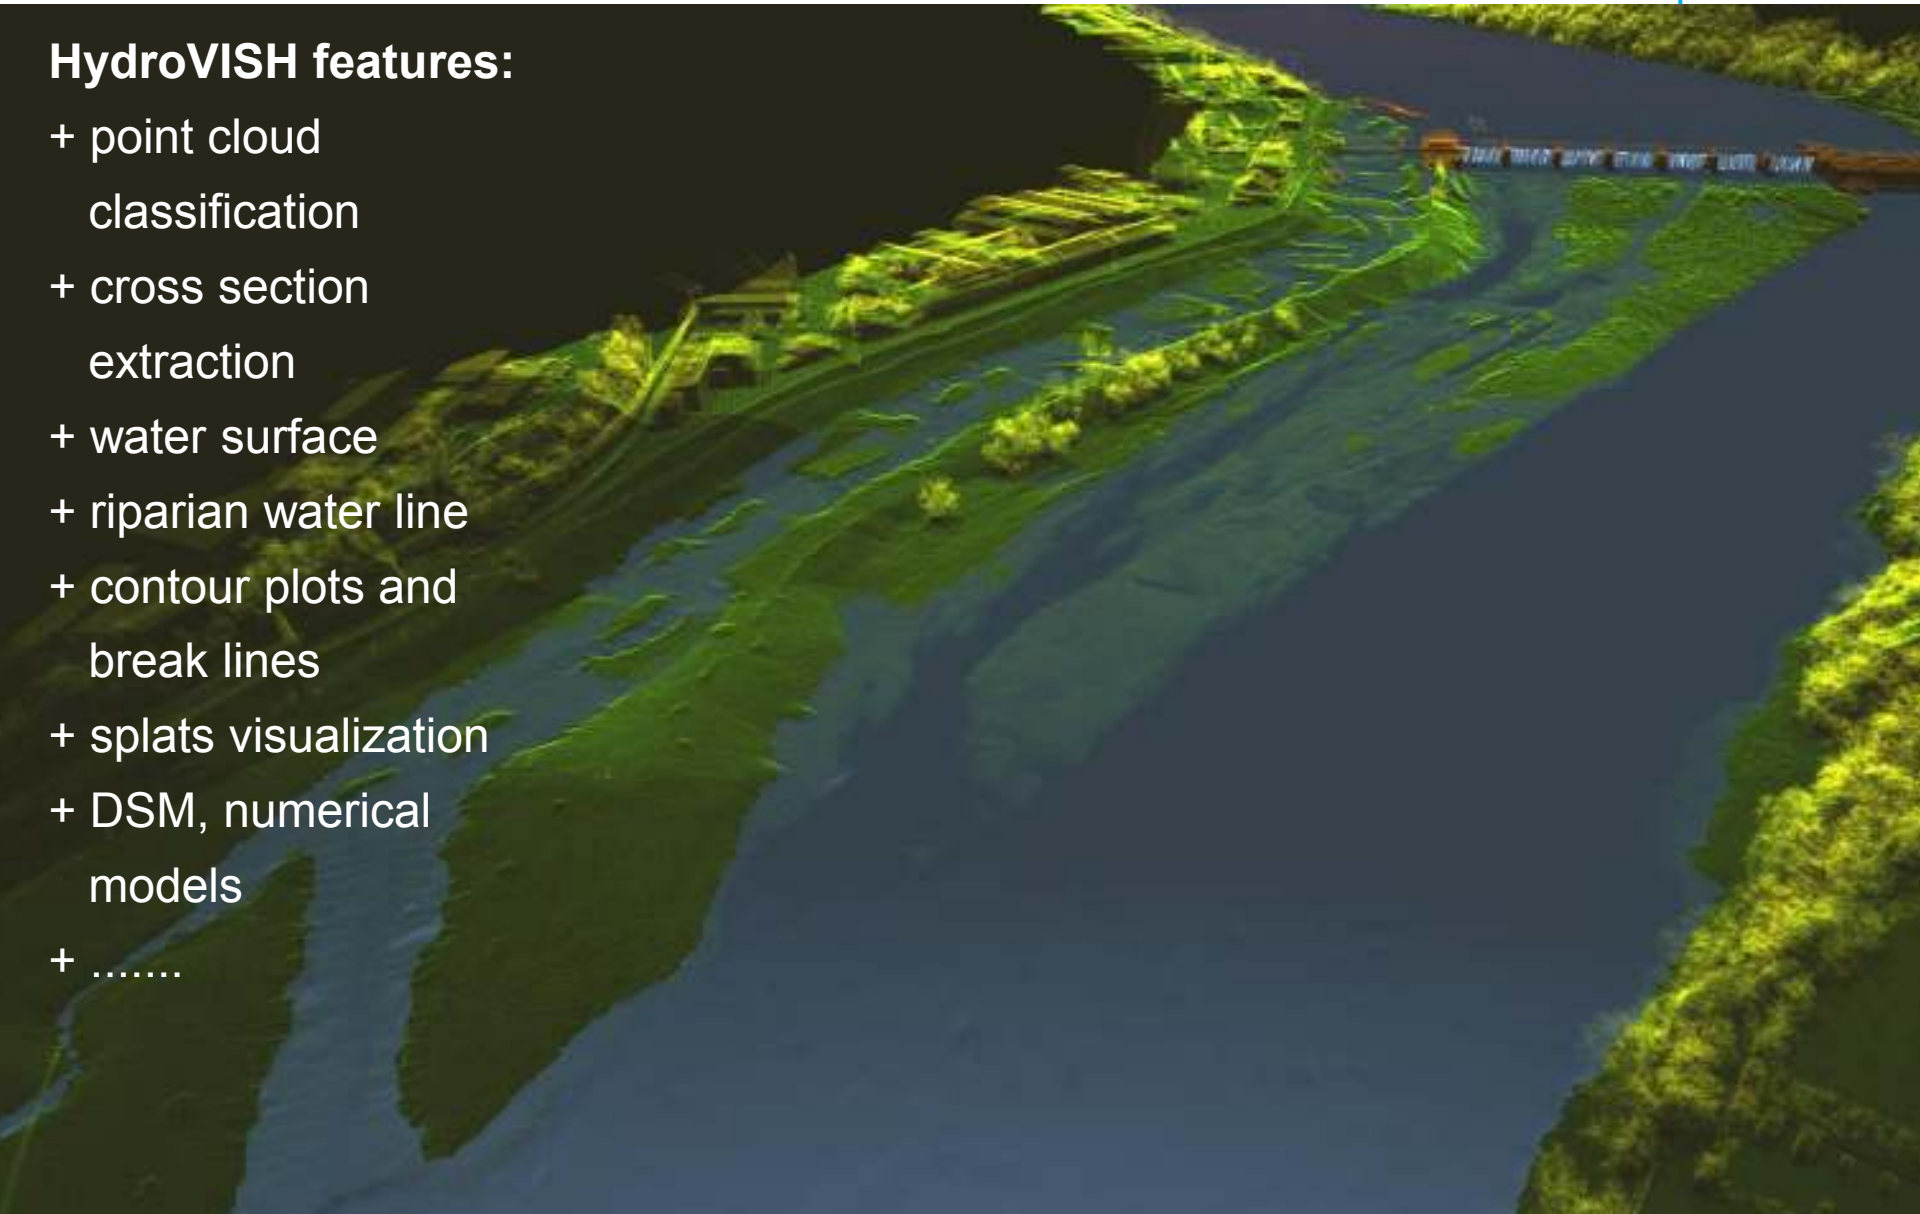 HydroVISH features:
+ point cloud
classification
+ cross section
extraction
+ water surface
+ riparian water line
+ contour plots and
break lines
+ splats visualization
+ DSM, numerical
models
+ .......